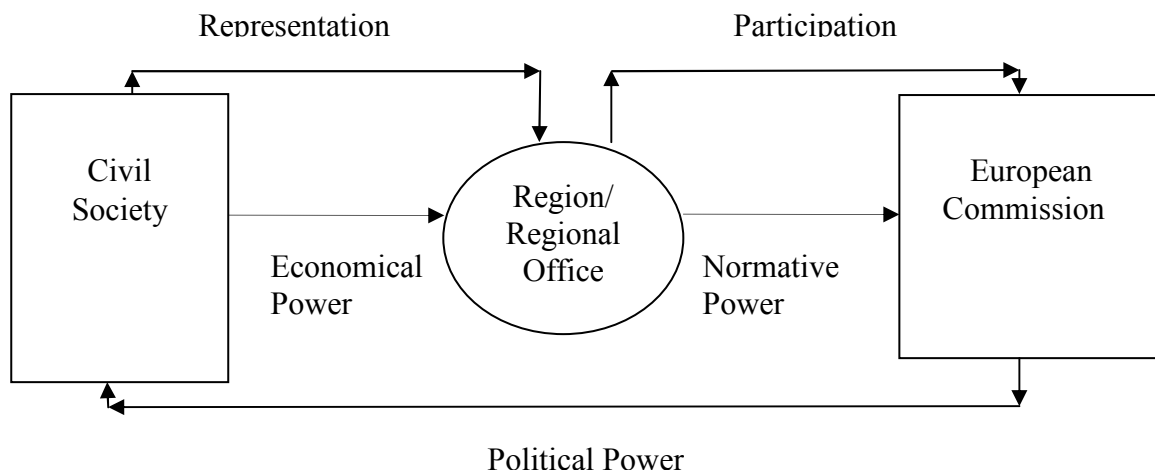 Representation
Participation
Civil
Society
Region/
Regional
Office
European
Commission
Economical
Power
Normative
Power
Political Power